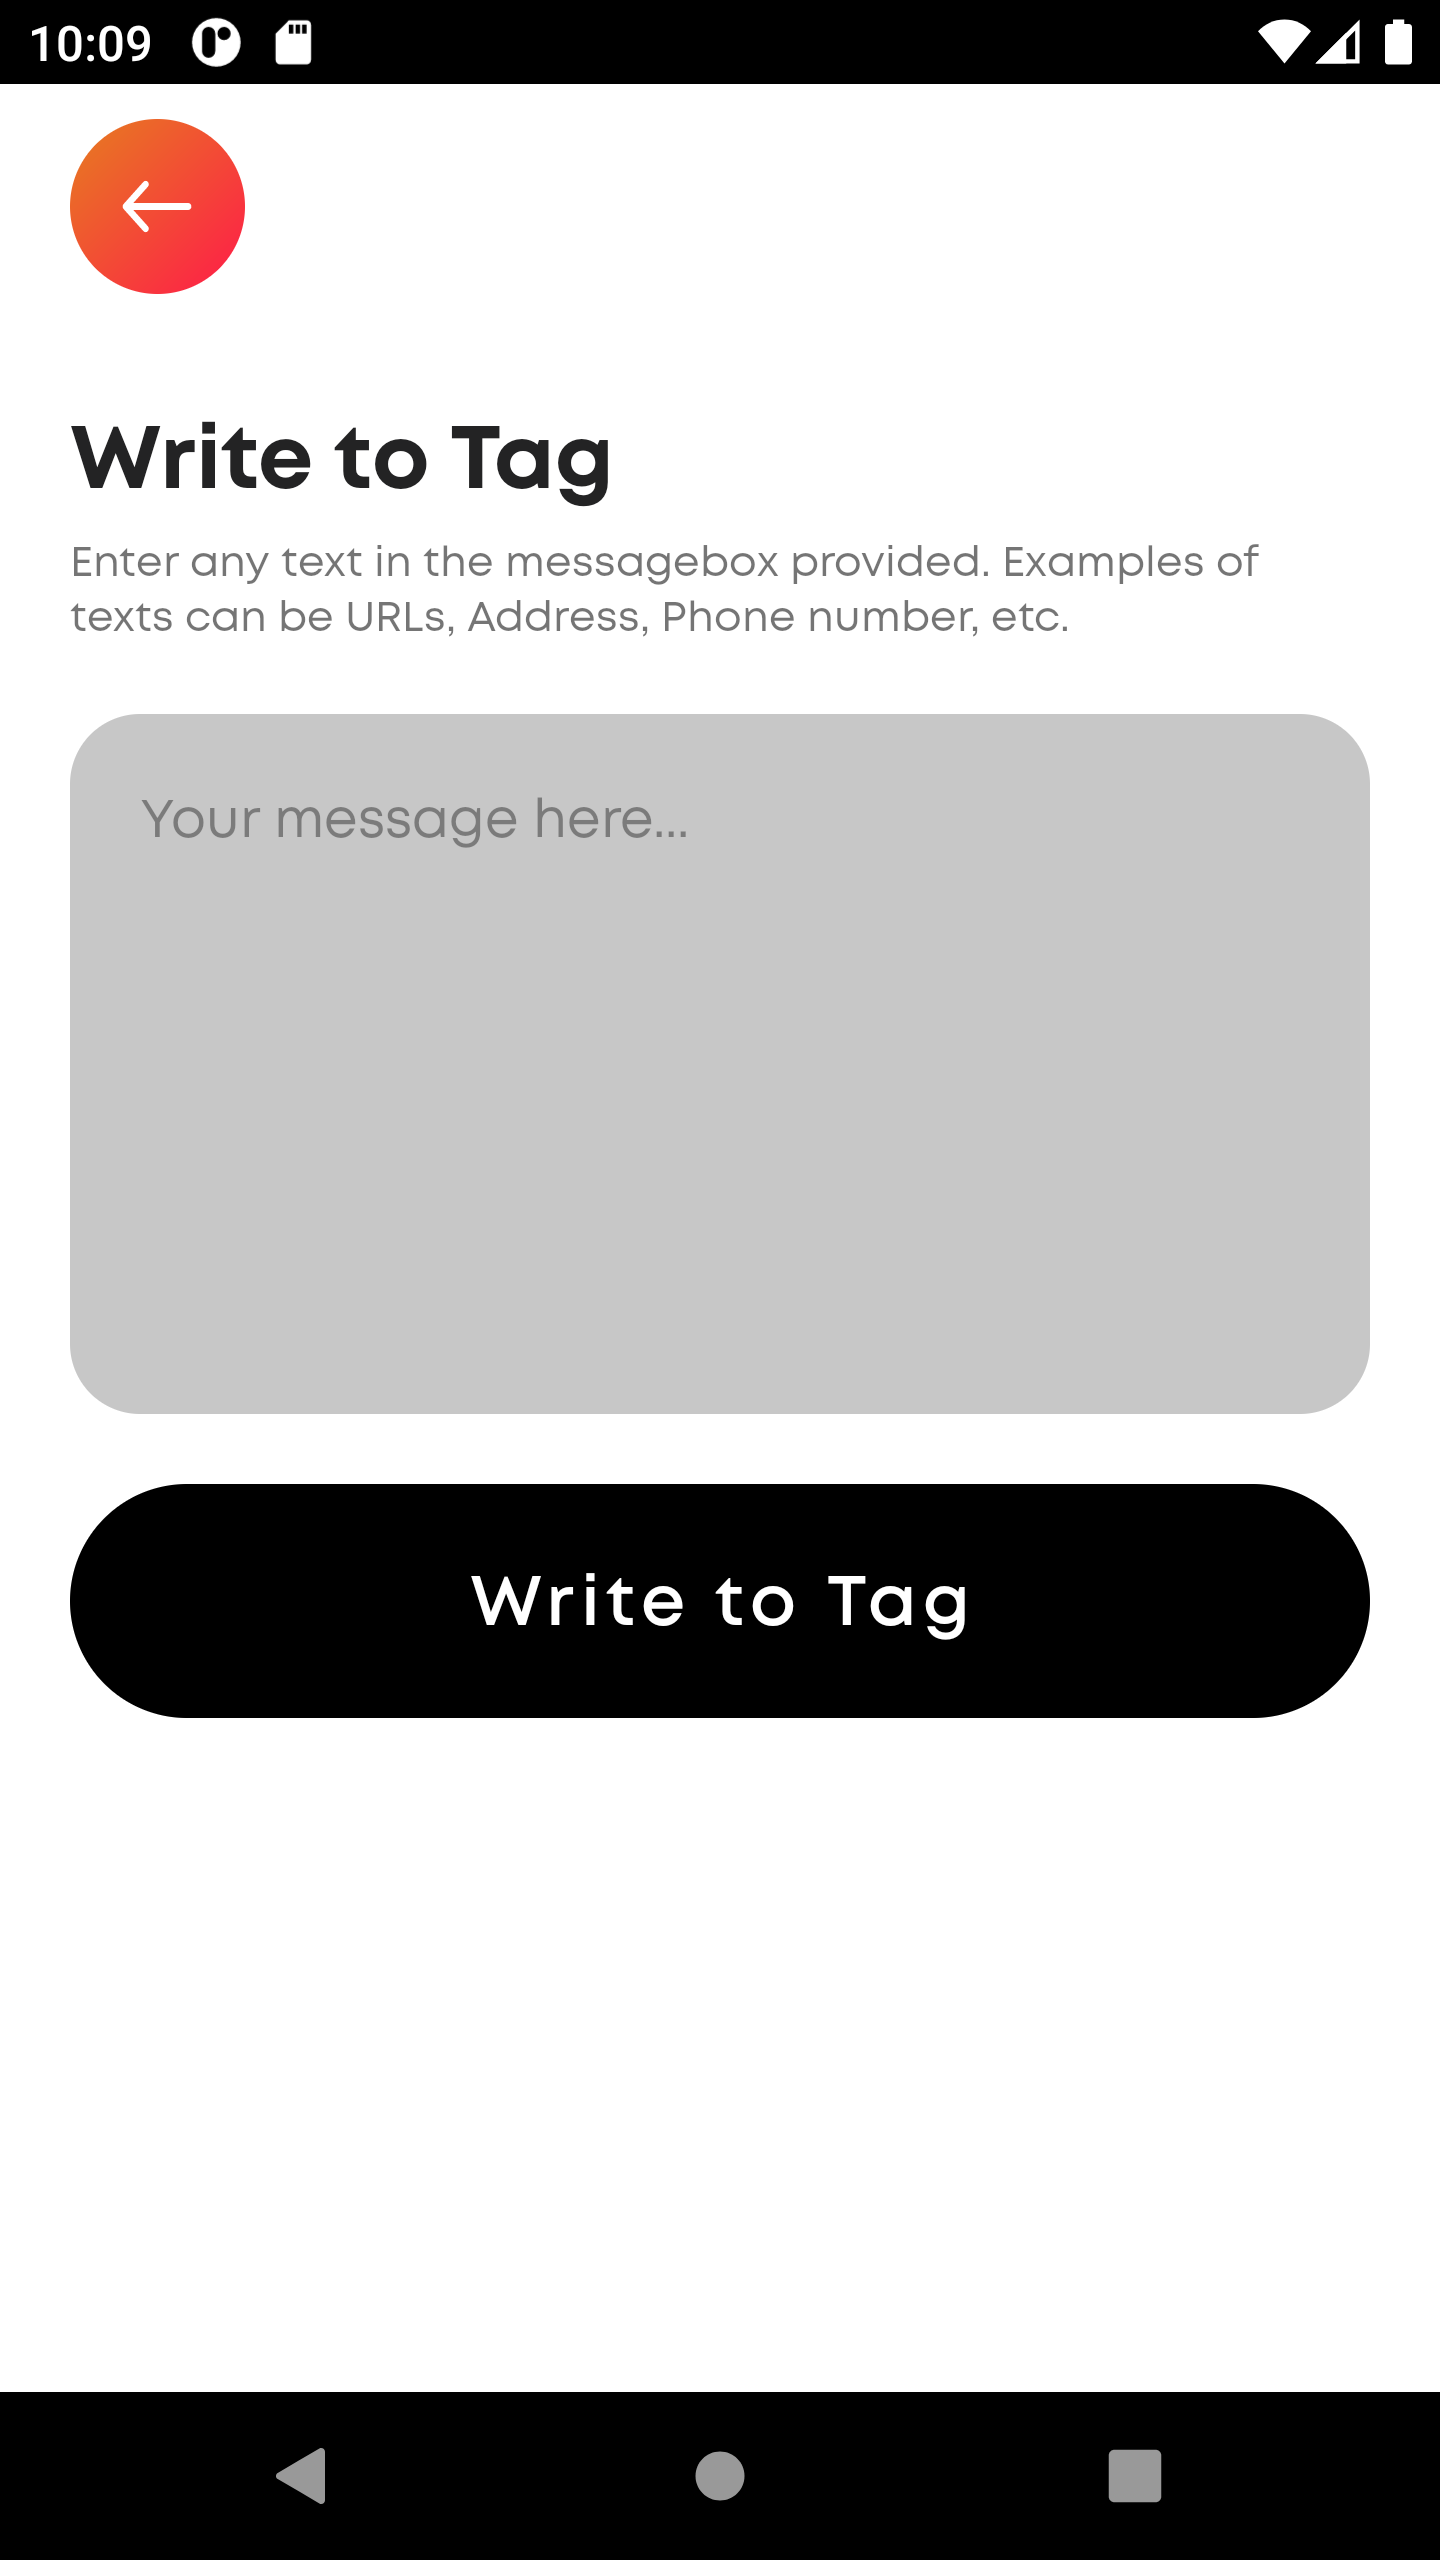 10:09
Write to Tag
Enter any text in the messagebox provided. Examples of
texts can be URLs, Address, Phone number, etc.
Your message here...
Write to Tag